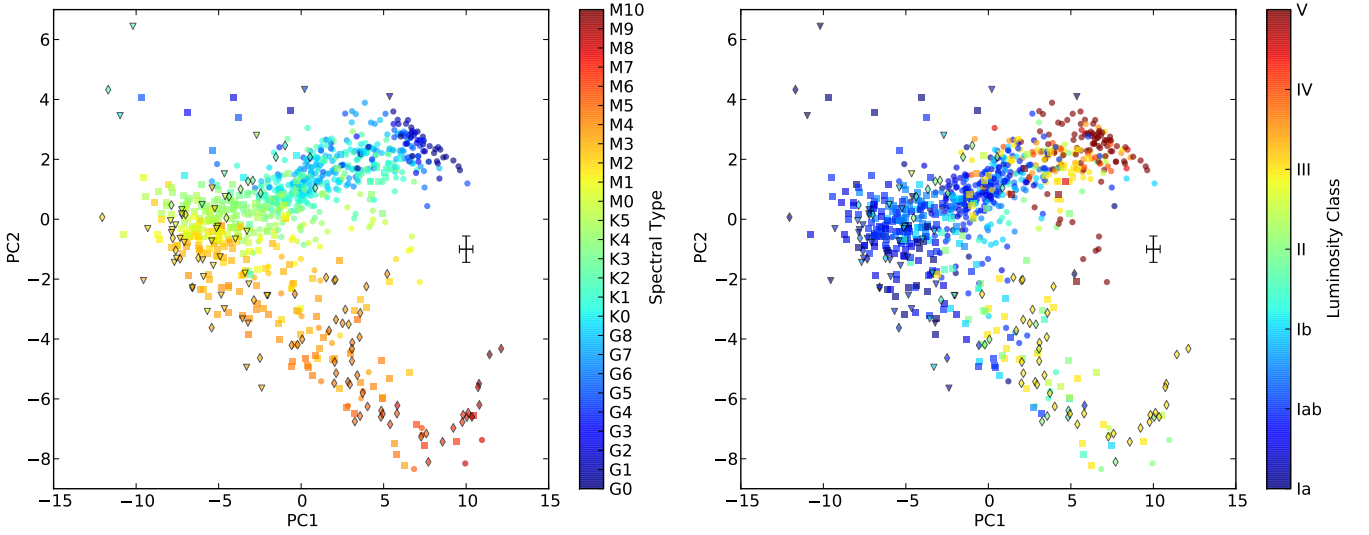 6
4
2
0
−2
−4
−6
−8
PC2
−15
−10
−5
0
5
10
15
PC1
M10
M9
M8
M7
M6
M5
M4
M3
M2
M1
M0
K5
K4
K3
K2
K1
K0
G8
G7
G6
G5
G4
G3
G2
G1
G0
Spectral Type
6
4
2
0
−2
−4
−6
−8
PC2
−15
−10
−5
0
5
10
15
PC1
V
IV
III
II
Ib
Iab
Ia
Luminosity Class